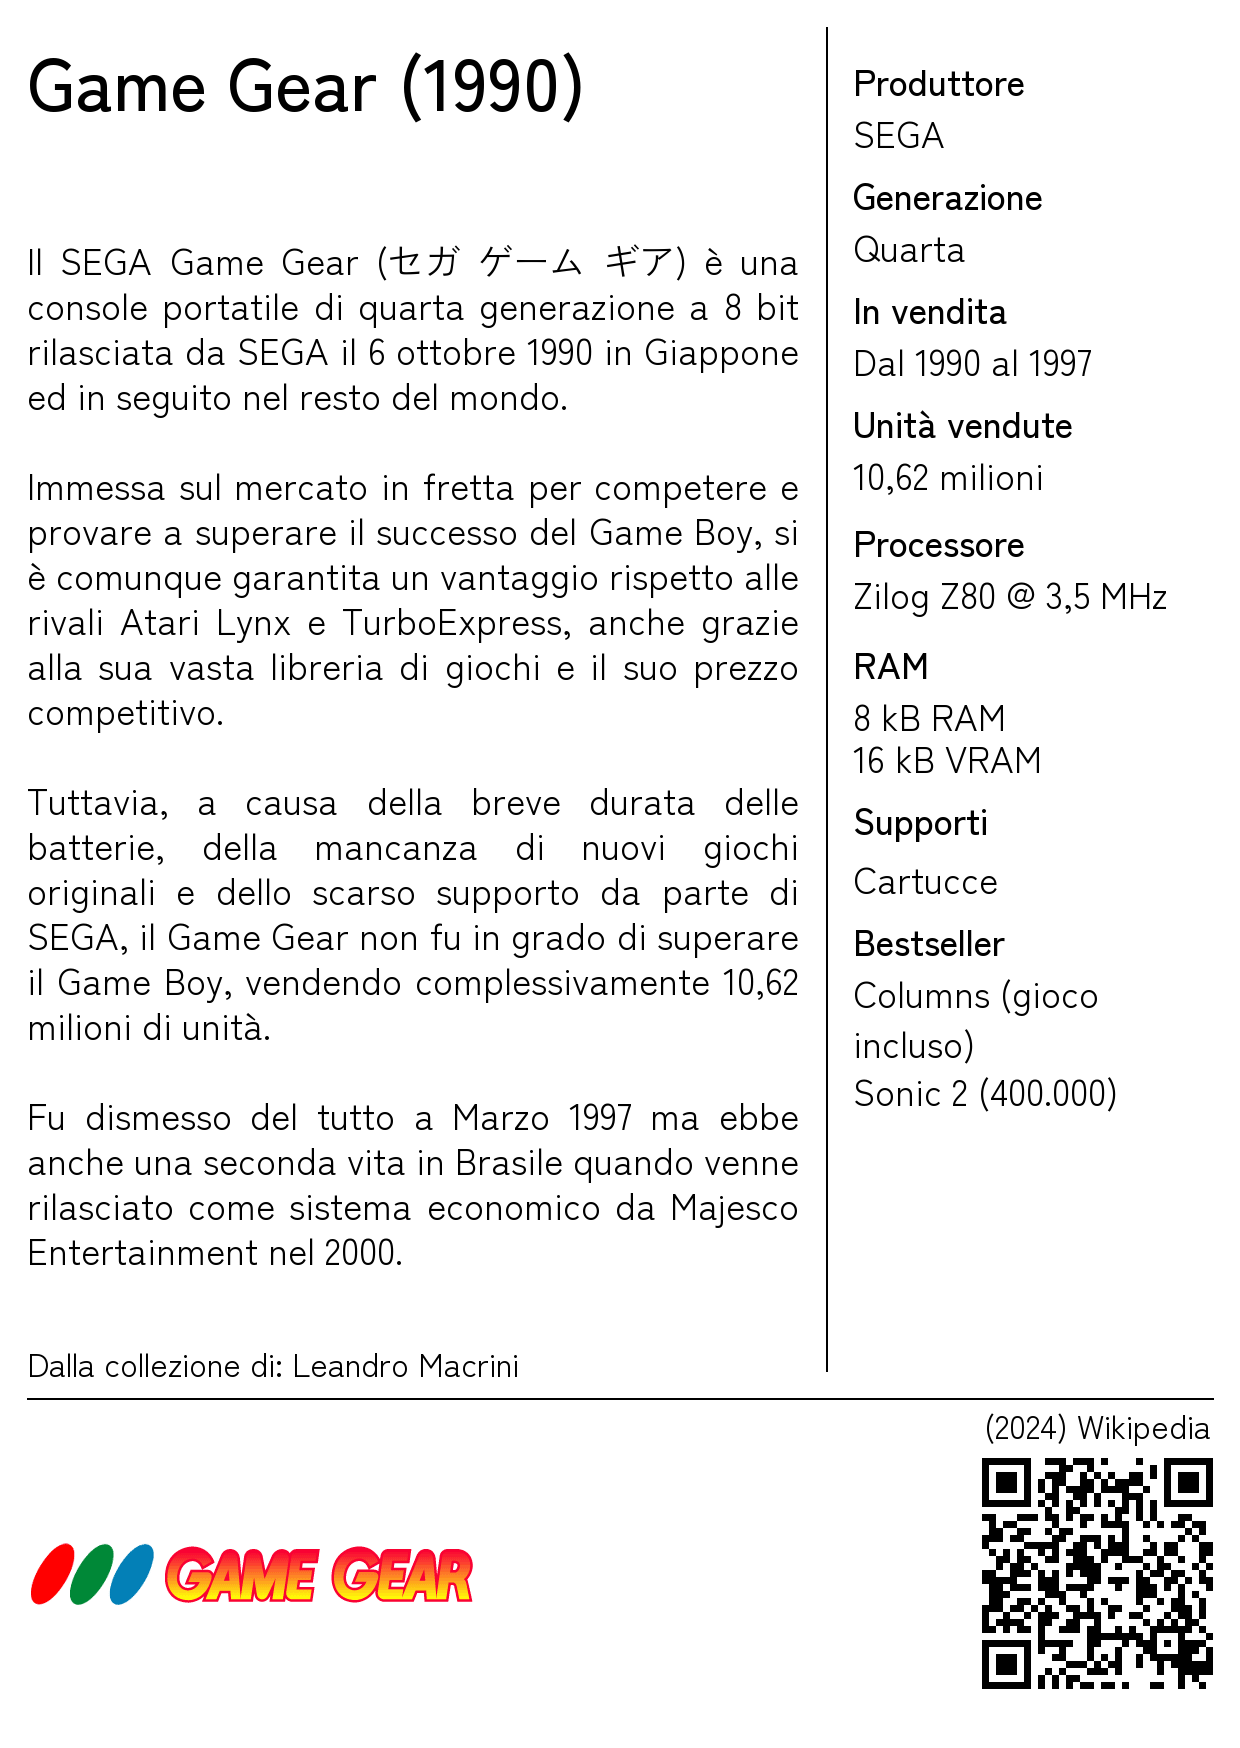 Game Gear (1990)
Il SEGA Game Gear (セガ ゲーム ギア) è una
console portatile di quarta generazione a 8 bit
rilasciata da SEGA il 6 ottobre 1990 in Giappone
ed in seguito nel resto del mondo.
Immessa sul mercato in fretta per competere e
provare a superare il successo del Game Boy, si
è comunque garantita un vantaggio rispetto alle
rivali Atari Lynx e TurboExpress, anche grazie
alla sua vasta libreria di giochi e il suo prezzo
competitivo.
Tuttavia, a causa della breve durata delle
batterie, della mancanza di nuovi giochi
originali e dello scarso supporto da parte di
SEGA, il Game Gear non fu in grado di superare
il Game Boy, vendendo complessivamente 10,62
milioni di unità.
Fu dismesso del tutto a Marzo 1997 ma ebbe
anche una seconda vita in Brasile quando venne
rilasciato come sistema economico da Majesco
Entertainment nel 2000.
Dalla collezione di: Leandro Macrini
Produttore
SEGA
Generazione
Quarta
In vendita
Dal 1990 al 1997
Unità vendute
10,62 milioni
Processore
Zilog Z80 @ 3,5 MHz
RAM
8 kB RAM
16 kB VRAM
Supporti
Cartucce
Bestseller
Columns (gioco
incluso)
Sonic 2 (400.000)
(2024) Wikipedia
GAME GEAR